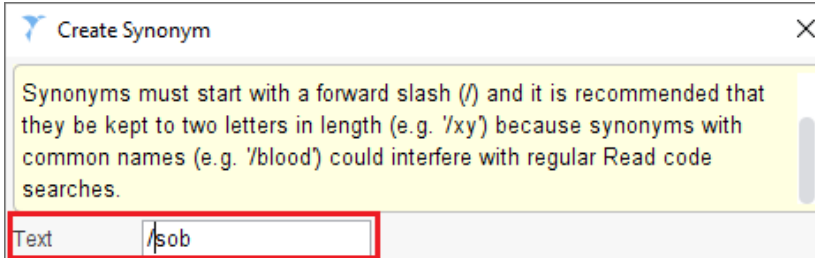 Create Synonym
Synonyms must start with a forward slash (/) and it is recommended that
they be kept to two letters in length (e.g. '/xy') because synonyms with
common names (e.g. '/blood') could interfere with regular Read code
searches.
Text /sob